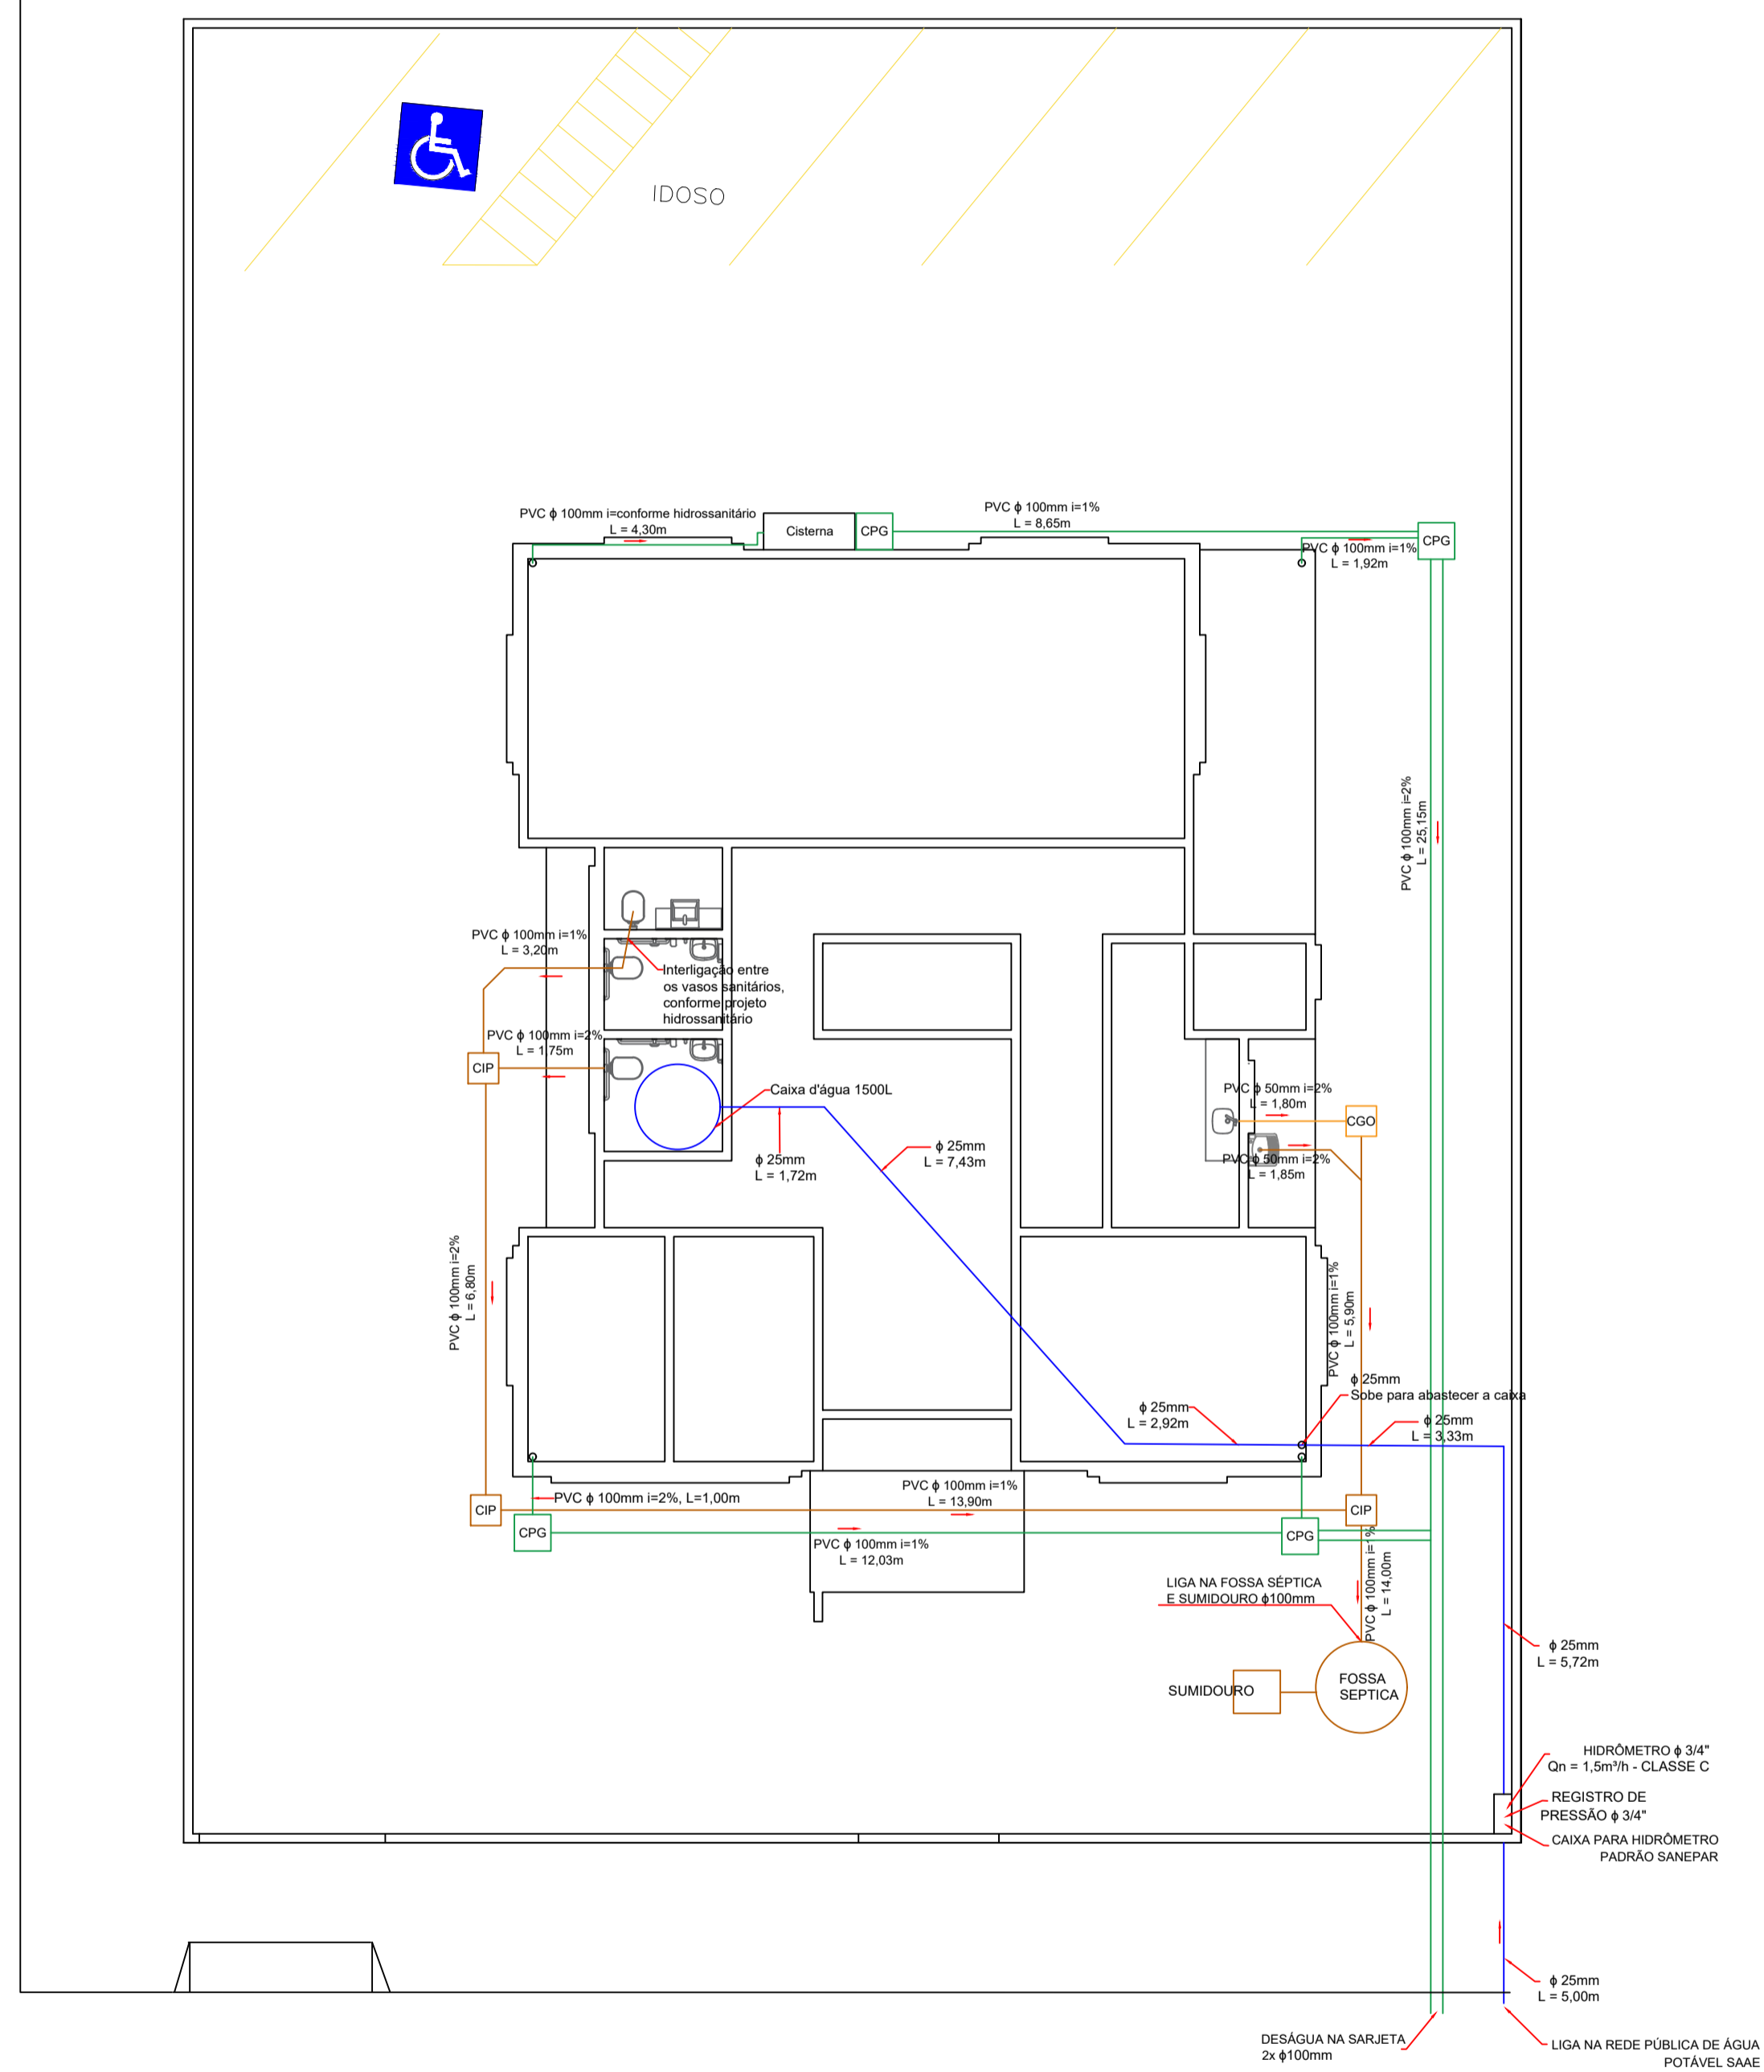 IDOSO
PVC ϕ 100mm i=conforme hidrossanitário
L = 4,30m
Cisterna
CPG
PVC ϕ 100mm i=1%
L = 8,65m
PVC ϕ 100mm i=1%
L = 1,92m
CPG
PVC ϕ 100mm i=2%
L = 25,15m
PVC ϕ 100mm i=1%
L = 3,20m
Interligação entre
os vasos sanitários,
conforme projeto
hidrossanitário
PVC ϕ 100mm i=2%
L = 1,75m
CIP
Caixa d'água 1500L
PVC ϕ 50mm i=2%
L = 1,80m
CGO
ϕ 25mm
L = 1,72m
ϕ 25mm
L = 7,43m
PVC ϕ 50mm i=2%
L = 1,85m
PVC ϕ 100mm i=2%
L = 6,80m
PVC ϕ 100mm i=1%
L = 5,90m
ϕ 25mm
Sobe para abastecer a caixa
ϕ 25mm
L = 2,92m
ϕ 25mm
L = 3,33m
CIP
PVC ϕ 100mm i=2%, L=1,00m
PVC ϕ 100mm i=1%
L = 13,90m
CIP
CPG
PVC ϕ 100mm i=1%
L = 12,03m
CPG
PVC ϕ 100mm i=1%
L = 14,00m
LIGA NA FOSSA SÉPTICA
E SUMIDOURO ϕ100mm
ϕ 25mm
L = 5,72m
SUMIDOURO
FOSSA
SEPTICA
HIDRÔMETRO ϕ 3/4"
Qn = 1,5m³/h - CLASSE C
REGISTRO DE
PRESSÃO ϕ 3/4"
CAIXA PARA HIDRÔMETRO
PADRÃO SANEPAR
ϕ 25mm
L = 5,00m
DESÁGUA NA SARJETA
2x ϕ100mm
LIGA NA REDE PÚBLICA DE ÁGUA
POTÁVEL SAAE